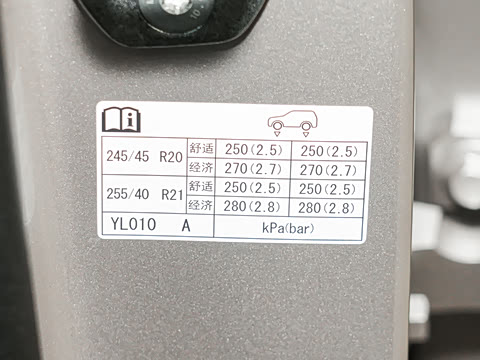 245/45 R20 舒适 250(2.5) 250(2.5)
经济 270(2.7) 270(2.7)
255/40 R21 舒适 250(2.5) 250(2.5)
经济 280(2.8) 280(2.8)
YL010 A kPa(bar)